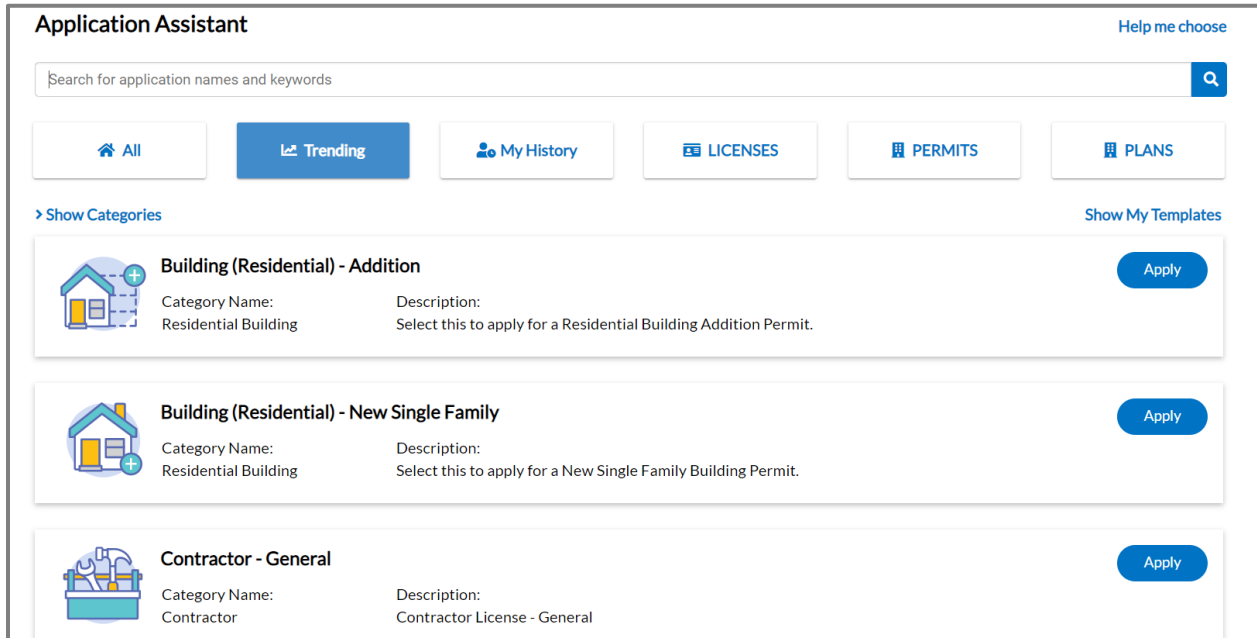 Application Assistant
Help me choose
Search for application names and keywords
All
Trending
My History
LICENSES
PERMITS
PLANS
Show Categories
Show My Templates
Building (Residential) - Addition
Apply
Category Name: Description:
Residential Building Select this to apply for a Residential Building Addition Permit.
Building (Residential) - New Single Family
Apply
Category Name: Description:
Residential Building Select this to apply for a New Single Family Building Permit.
Contractor - General
Apply
Category Name: Description:
Contractor Contractor License - General